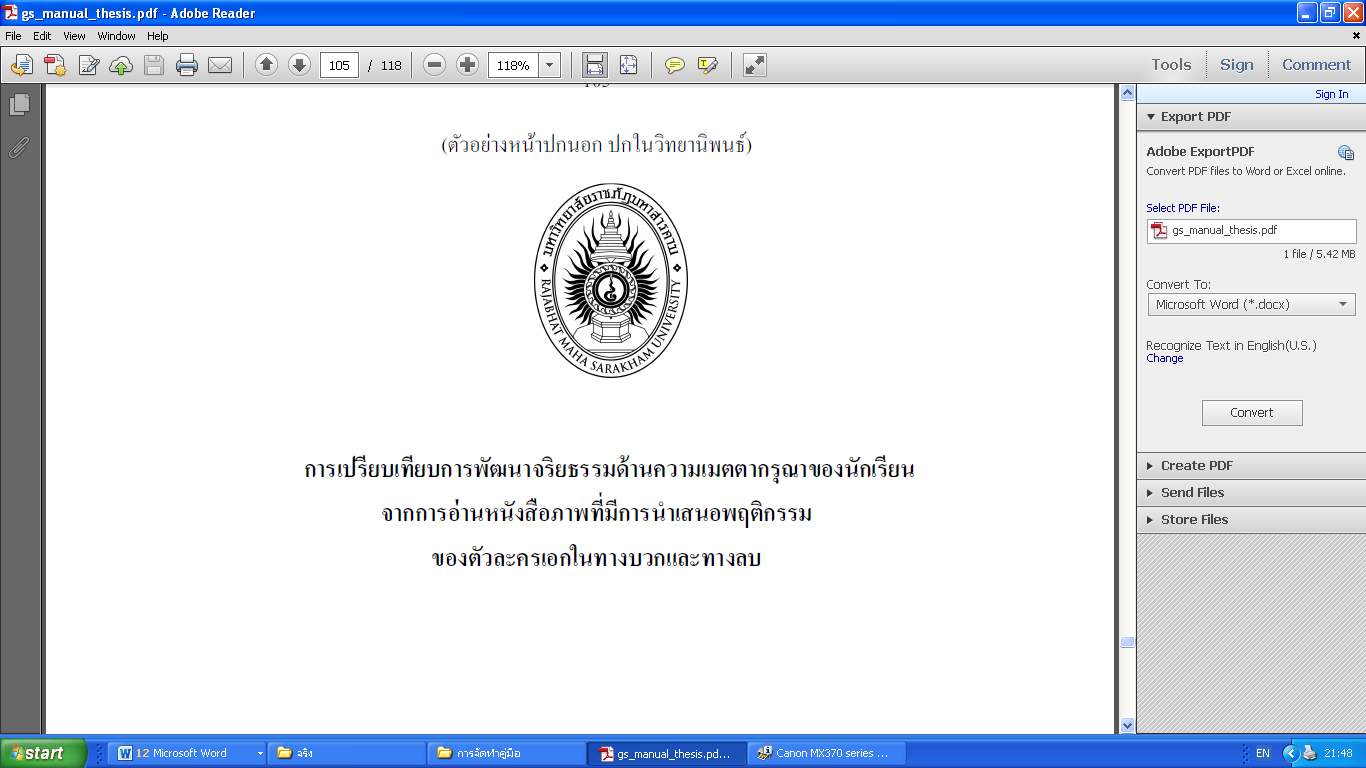 gs_manual_thesis.pdf - Adobe Reader
File Edit View Window Help
105 / 118 118% Tools Sign Comment
Sign In
Export PDF
Adobe ExportPDF
Convert PDF files to Word or Excel online.
Select PDF File:
gs_manual_thesis.pdf
1 file / 5.42 MB
Convert To:
Microsoft Word (*.docx)
Recognize Text in English(U.S.)
Change
Convert
Create PDF
Send Files
Store Files
(ตัวอย่างหน้าปกนอก ปกในวิทยานิพนธ์)
มหาวิทยาลัยราชภัฏมหาสารคาม
RAJABHAT MAHA SARAKHAM UNIVERSITY
การเปรียบเทียบการพัฒนาจริยธรรมด้านความเมตตากรุณาของนักเรียน
จากการอ่านหนังสือภาพที่มีการนำเสนอพฤติกรรม
ของตัวละครเอกในทางบวกและทางลบ
start 12 Microsoft Word จริง การจัดทำคู่มือ gs_manual_thesis.pd... Canon MX370 series ... EN 21:48